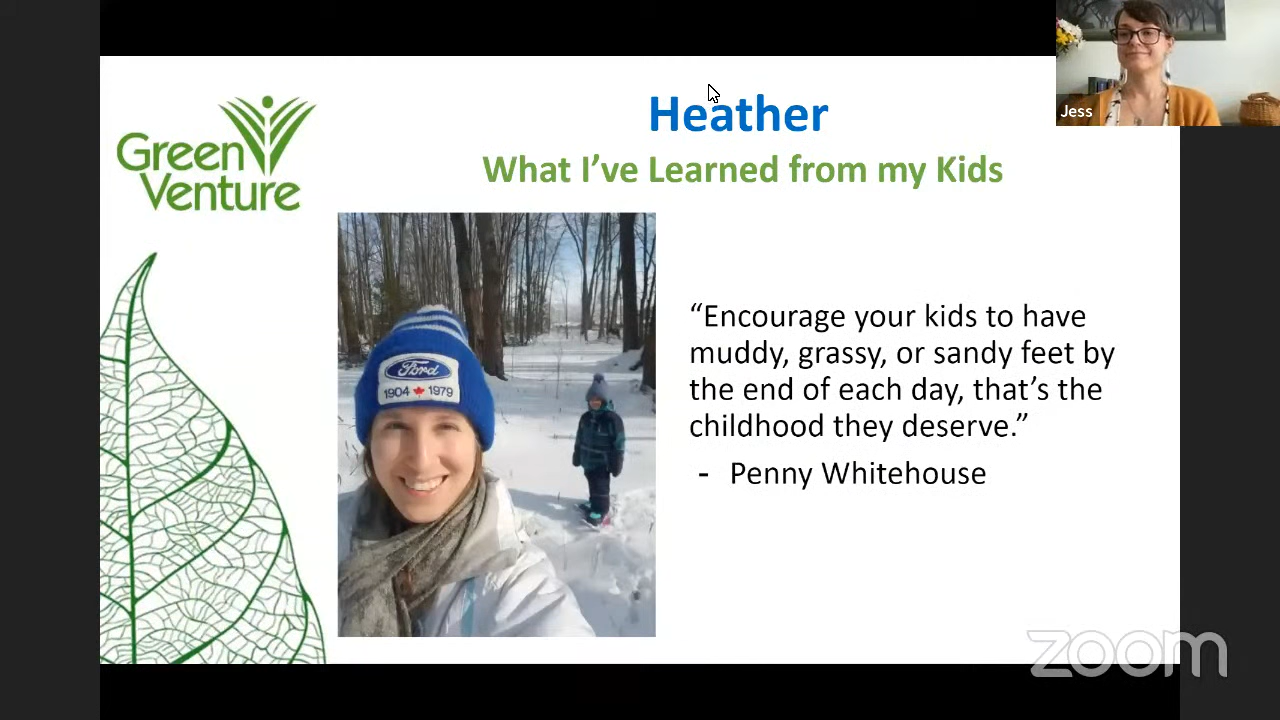 Heather
Jess
Green
Venture
What I’ve Learned from my Kids
Ford
1904 1979
“Encourage your kids to have
muddy, grassy, or sandy feet by
the end of each day, that’s the
childhood they deserve.”
- Penny Whitehouse
zoom